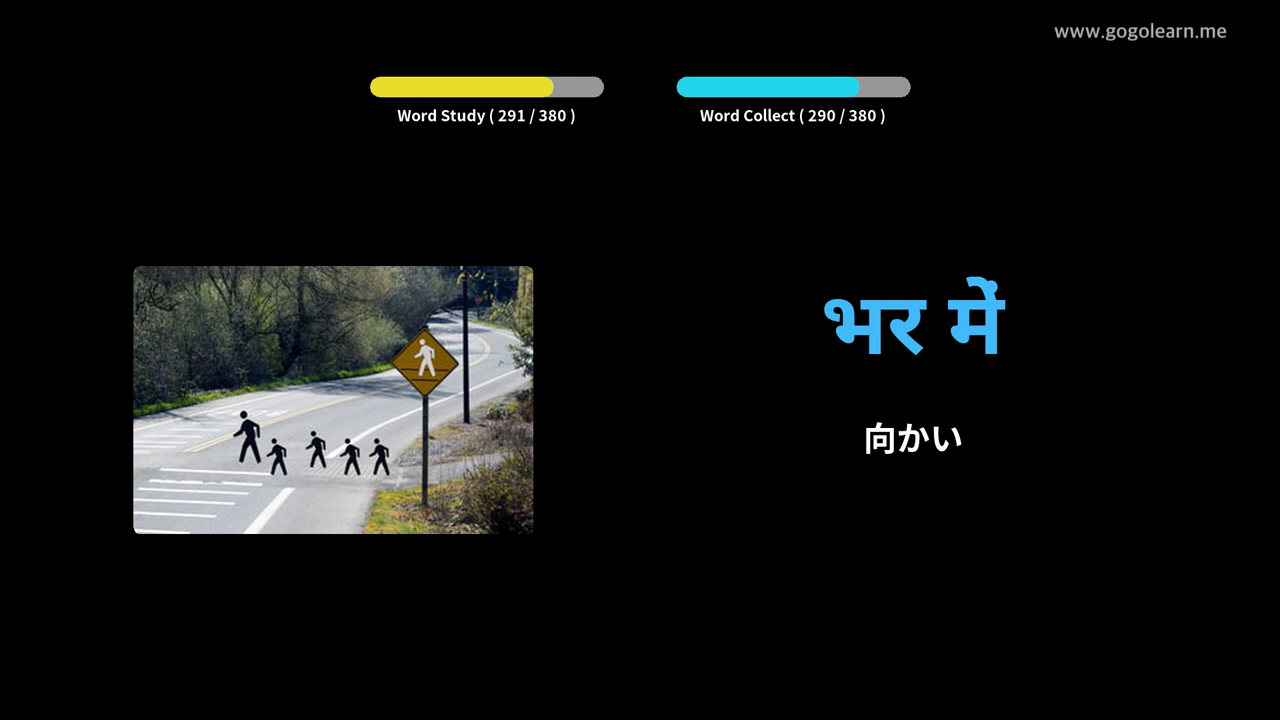 www.gogolearn.me
Word Study ( 291 / 380 )
Word Collect ( 290 / 380 )
भर में
向かい